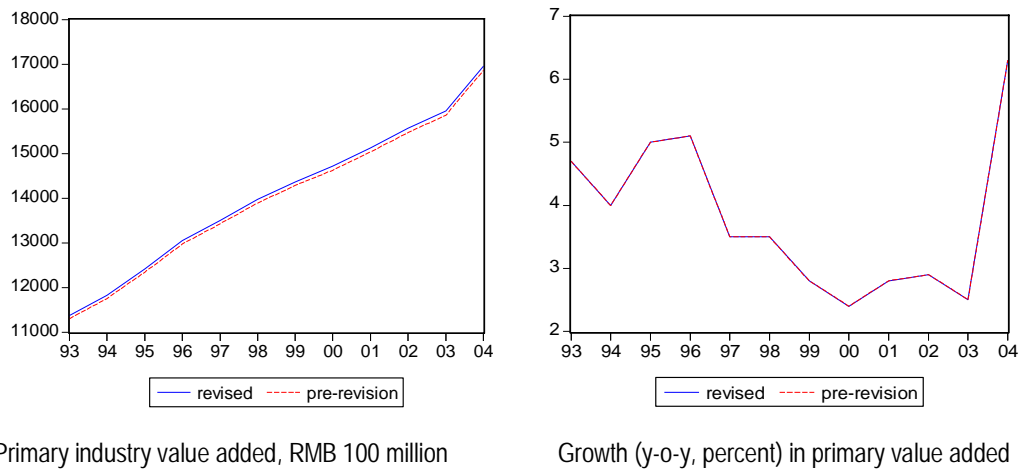 18000
17000
16000
15000
14000
13000
12000
11000
93 94 95 96 97 98 99 00 01 02 03 04
revised pre-revision
Primary industry value added, RMB 100 million
7
6
5
4
3
2
93 94 95 96 97 98 99 00 01 02 03 04
revised pre-revision
Growth (y-o-y, percent) in primary value added